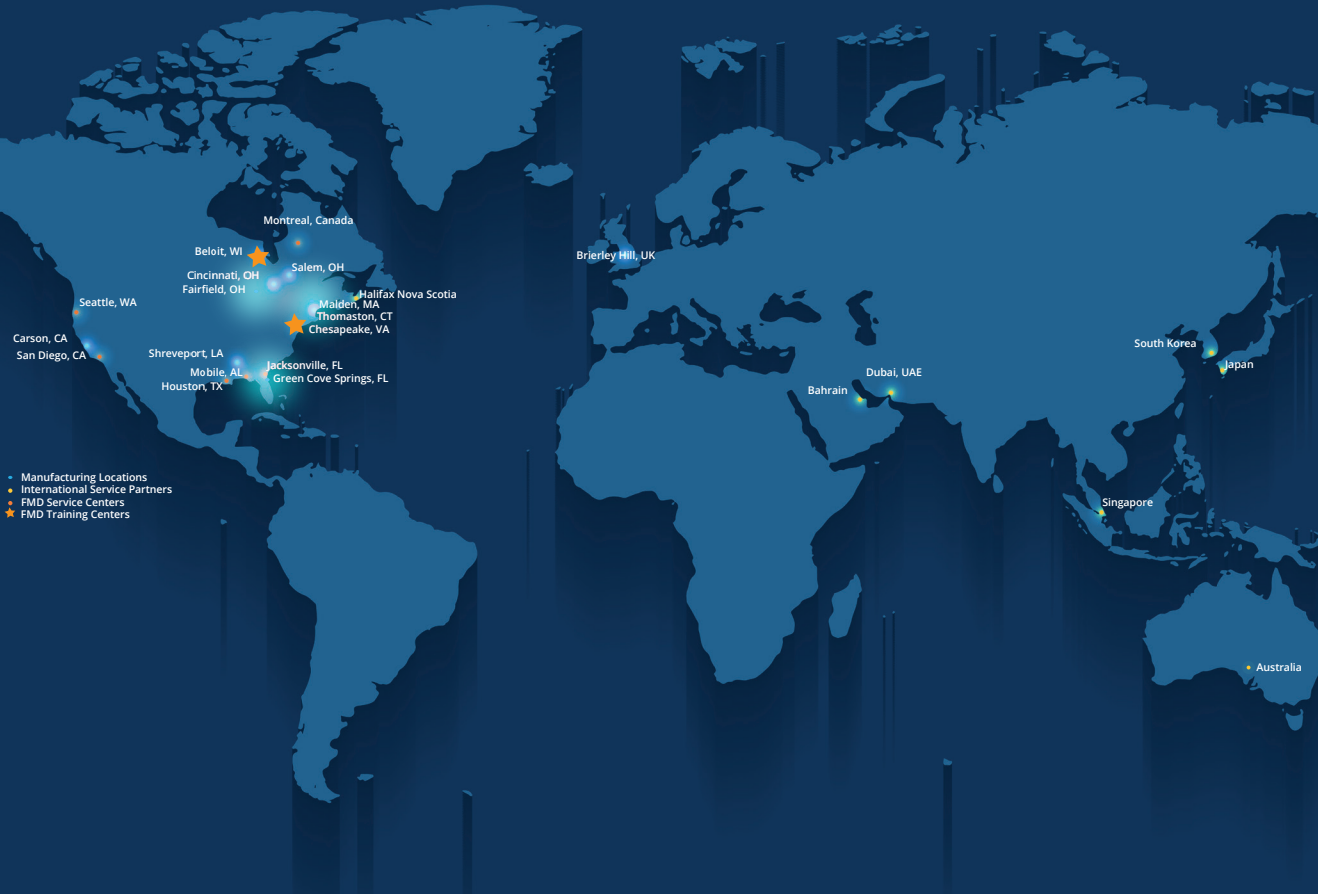 Montreal, Canada
Beloit, WI
Brierley Hill, UK
Salem, OH
Cincinnati, OH
Fairfield, OH
Halifax Nova Scotia
Seattle, WA
Malden, MA
Thomaston, CT
Chesapeake, VA
Carson, CA
San Diego, CA
South Korea
Shreveport, LA
Jacksonville, FL
Japan
Mobile, AL
Green Cove Springs, FL
Dubai, UAE
Houston, TX
Bahrain
Manufacturing Locations
International Service Partners
FMD Service Centers
FMD Training Centers
Singapore
Australia